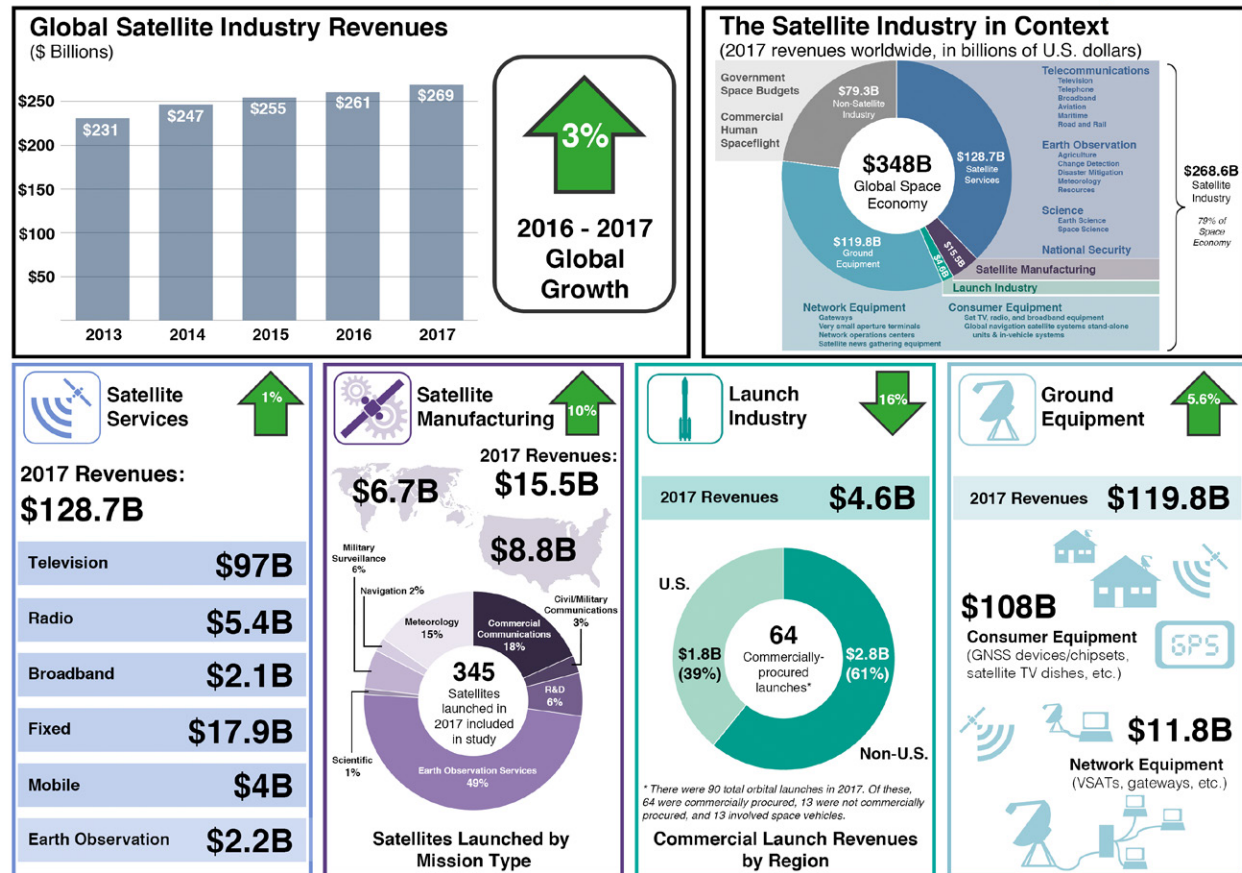 Global Satellite Industry Revenues
($ Billions)
$250
$200
$150
$100
$50
$231
$247
$255
$261
$269
2013
2014
2015
2016
2017
3%
2016 - 2017
Global
Growth
The Satellite Industry in Context
(2017 revenues worldwide, in billions of U.S. dollars)
Government
Space Budgets
Commercial
Human
Spaceflight
$79.3B
Non-Satellite
Industry
$348B
Global Space
Economy
$128.7B
Satellite
Services
$119.8B
Ground
Equipment
$4.6B
$15.5B
Telecommunications
Television
Telephone
Broadband
Aviation
Maritime
Road and Rail
Earth Observation
Agriculture
Change Detection
Disaster Mitigation
Meteorology
Resources
Science
Earth Science
Space Science
National Security
Satellite Manufacturing
Launch Industry
Network Equipment
Gateways
Very small aperture terminals
Network operations centers
Satellite news gathering equipment
Consumer Equipment
Sat TV, radio, and broadband equipment
Global navigation satellite systems stand-alone
units & in-vehicle systems
$268.6B
Satellite
Industry
79% of
Space
Economy
Satellite
Services
1%
2017 Revenues:
$128.7B
Television $97B
Radio $5.4B
Broadband $2.1B
Fixed $17.9B
Mobile $4B
Earth Observation $2.2B
Satellite
Manufacturing
10%
2017 Revenues:
$15.5B
$6.7B
$8.8B
Military
Surveillance
6%
Navigation 2%
Meteorology
15%
Commercial
Communications
18%
Civil/Military
Communications
3%
R&D
6%
345
Satellites
launched in
2017 included
in study
Scientific
1%
Earth Observation Services
49%
Satellites Launched by
Mission Type
Launch
Industry
16%
2017 Revenues $4.6B
U.S.
$1.8B
(39%)
64
Commercially-
procured
launches*
$2.8B
(61%)
Non-U.S.
* There were 90 total orbital launches in 2017. Of these,
64 were commercially procured, 13 were not commercially
procured, and 13 involved space vehicles.
Commercial Launch Revenues
by Region
Ground
Equipment
5.6%
2017 Revenues $119.8B
$108B
Consumer Equipment
(GNSS devices/chipsets,
satellite TV dishes, etc.)
GPS
$11.8B
Network Equipment
(VSATs, gateways, etc.)